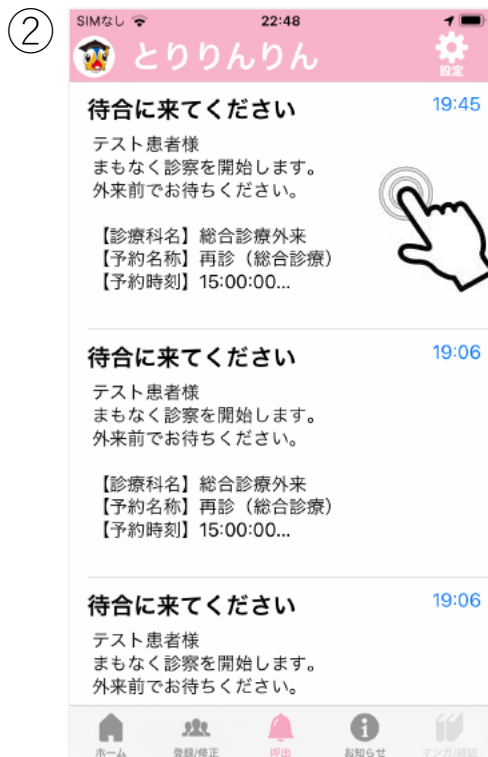 ②
SIMなし 22:48
とりりんりん
設定
待合に来てください 19:45
テスト患者様
まもなく診察を開始します。
外来前でお待ちください。
【診療科名】総合診療外来
【予約名称】再診（総合診療）
【予約時刻】15:00:00...
待合に来てください 19:06
テスト患者様
まもなく診察を開始します。
外来前でお待ちください。
【診療科名】総合診療外来
【予約名称】再診（総合診療）
【予約時刻】15:00:00...
待合に来てください 19:06
テスト患者様
まもなく診察を開始します。
外来前でお待ちください。
ホーム 登録/修正 呼出 お知らせ マンガ/雑誌